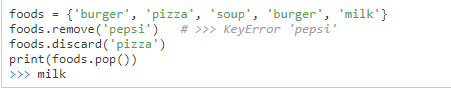 foods = {'burger', 'pizza', 'soup', 'burger', 'milk'}
foods.remove('pepsi')   # >>> KeyError 'pepsi'
foods.discard('pizza')
print(foods.pop())
>>> milk